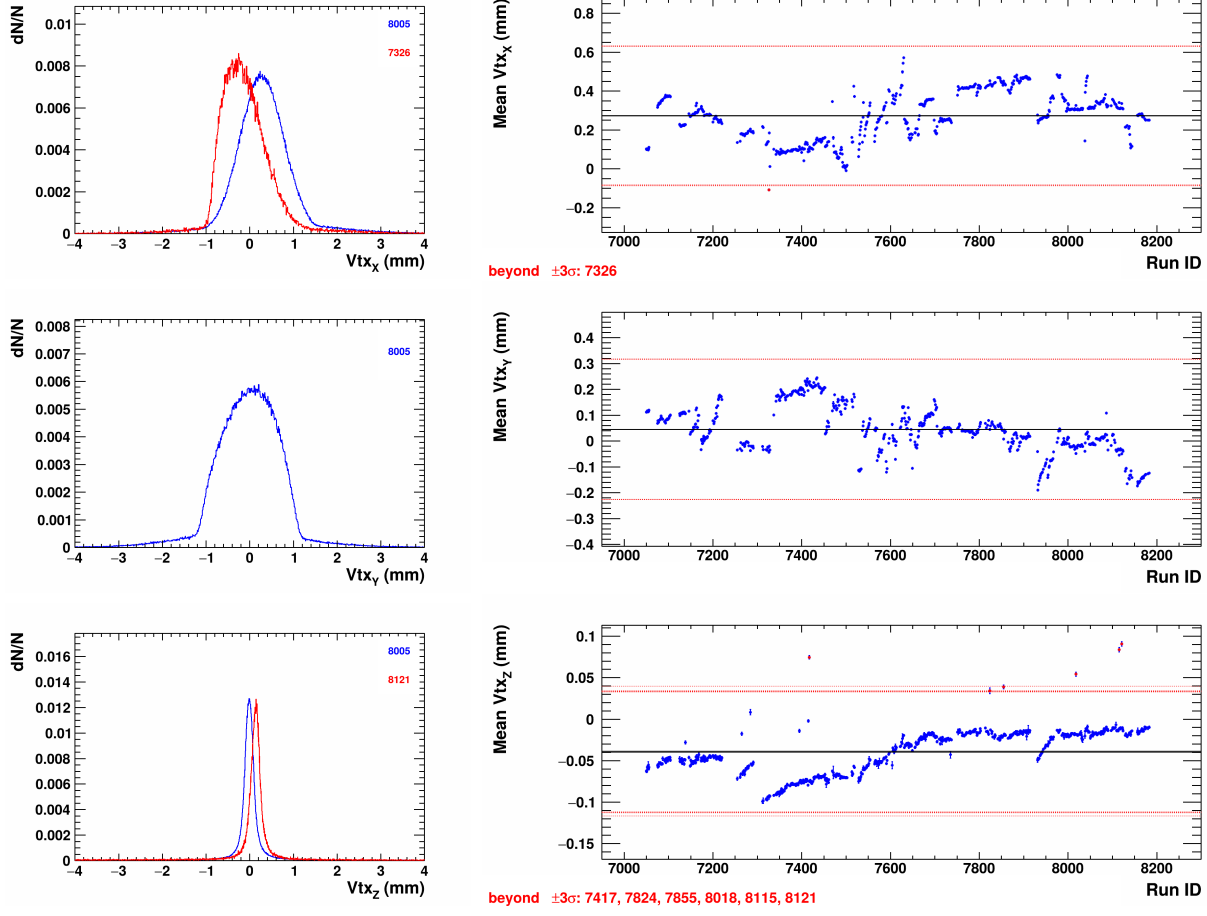 dN/N
0.01
0.008
0.006
0.004
0.002
0
−4 −3 −2 −1 0 1 2 3 4
Vtx_X (mm)
8005
7326
Mean Vtx_X (mm)
0.8
0.6
0.4
0.2
0
−0.2
7000 7200 7400 7600 7800 8000 8200
Run ID
beyond ±3σ: 7326
dN/N
0.008
0.007
0.006
0.005
0.004
0.003
0.002
0.001
0
−4 −3 −2 −1 0 1 2 3 4
Vtx_Y (mm)
8005
Mean Vtx_Y (mm)
0.4
0.3
0.2
0.1
0
−0.1
−0.2
−0.3
−0.4
7000 7200 7400 7600 7800 8000 8200
Run ID
dN/N
0.016
0.014
0.012
0.01
0.008
0.006
0.004
0.002
0
−4 −3 −2 −1 0 1 2 3 4
Vtx_Z (mm)
8005
8121
Mean Vtx_Z (mm)
0.1
0.05
0
−0.05
−0.1
−0.15
7000 7200 7400 7600 7800 8000 8200
Run ID
beyond ±3σ: 7417, 7824, 7855, 8018, 8115, 8121